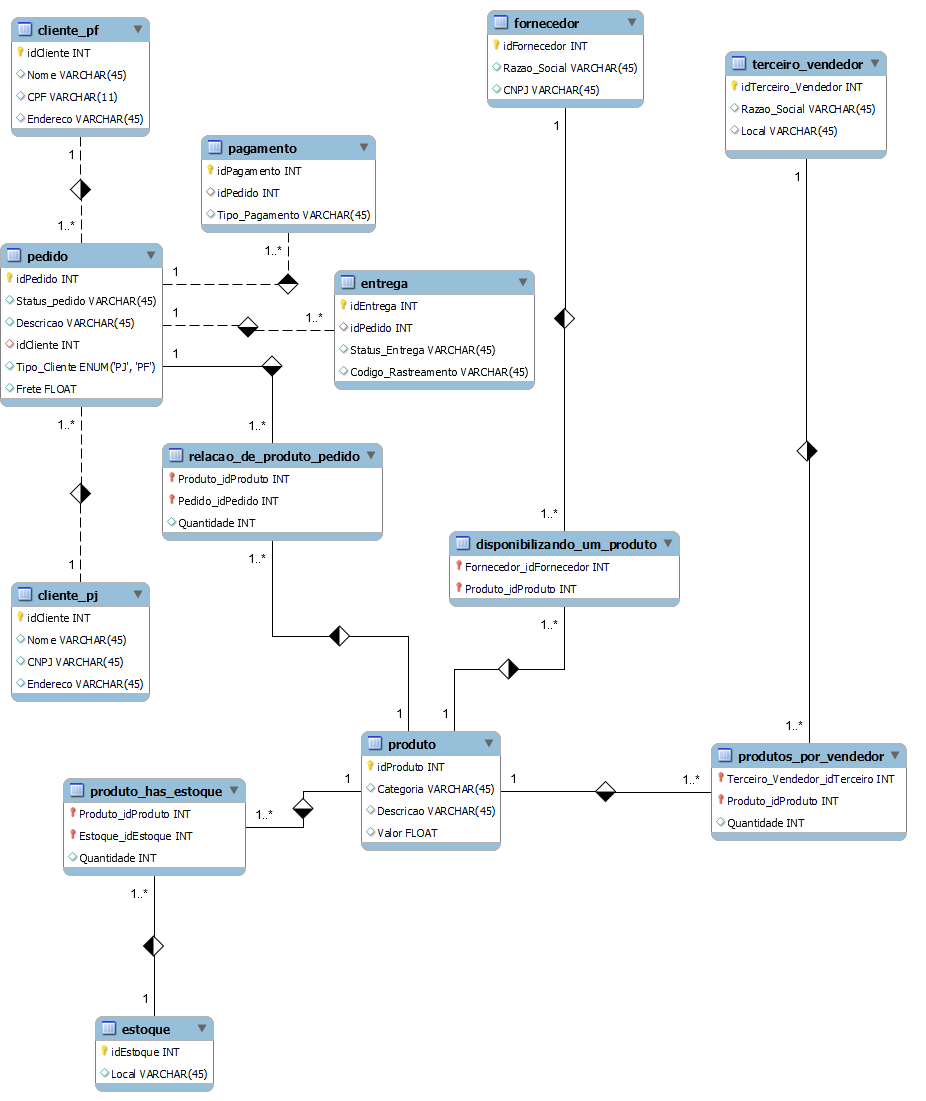 cliente_pf
idCliente INT
Nome VARCHAR(45)
CPF VARCHAR(11)
Endereco VARCHAR(45)
1
1..*
fornecedor
idFornecedor INT
Razao_Social VARCHAR(45)
CNPJ VARCHAR(45)
1
1..*
terceiro_vendedor
idTerceiro_Vendedor INT
Razao_Social VARCHAR(45)
Local VARCHAR(45)
1
1..*
pagamento
idPagamento INT
idPedido INT
Tipo_Pagamento VARCHAR(45)
1..*
1
pedido
idPedido INT
Status_pedido VARCHAR(45)
Descricao VARCHAR(45)
idCliente INT
Tipo_Cliente ENUM('PJ', 'PF')
Frete FLOAT
1
1..*
entrega
idEntrega INT
idPedido INT
Status_Entrega VARCHAR(45)
Codigo_Rastreamento VARCHAR(45)
1
1..*
relacao_de_produto_pedido
Produto_idProduto INT
Pedido_idPedido INT
Quantidade INT
1..*
1
1..*
1
cliente_pj
idCliente INT
Nome VARCHAR(45)
CNPJ VARCHAR(45)
Endereco VARCHAR(45)
disponibilizando_um_produto
Fornecedor_idFornecedor INT
Produto_idProduto INT
1..*
1
produto
idProduto INT
Categoria VARCHAR(45)
Descricao VARCHAR(45)
Valor FLOAT
1
1..*
produtos_por_vendedor
Terceiro_Vendedor_idTerceiro INT
Produto_idProduto INT
Quantidade INT
1
1..*
produto_has_estoque
Produto_idProduto INT
Estoque_idEstoque INT
Quantidade INT
1..*
1
estoque
idEstoque INT
Local VARCHAR(45)